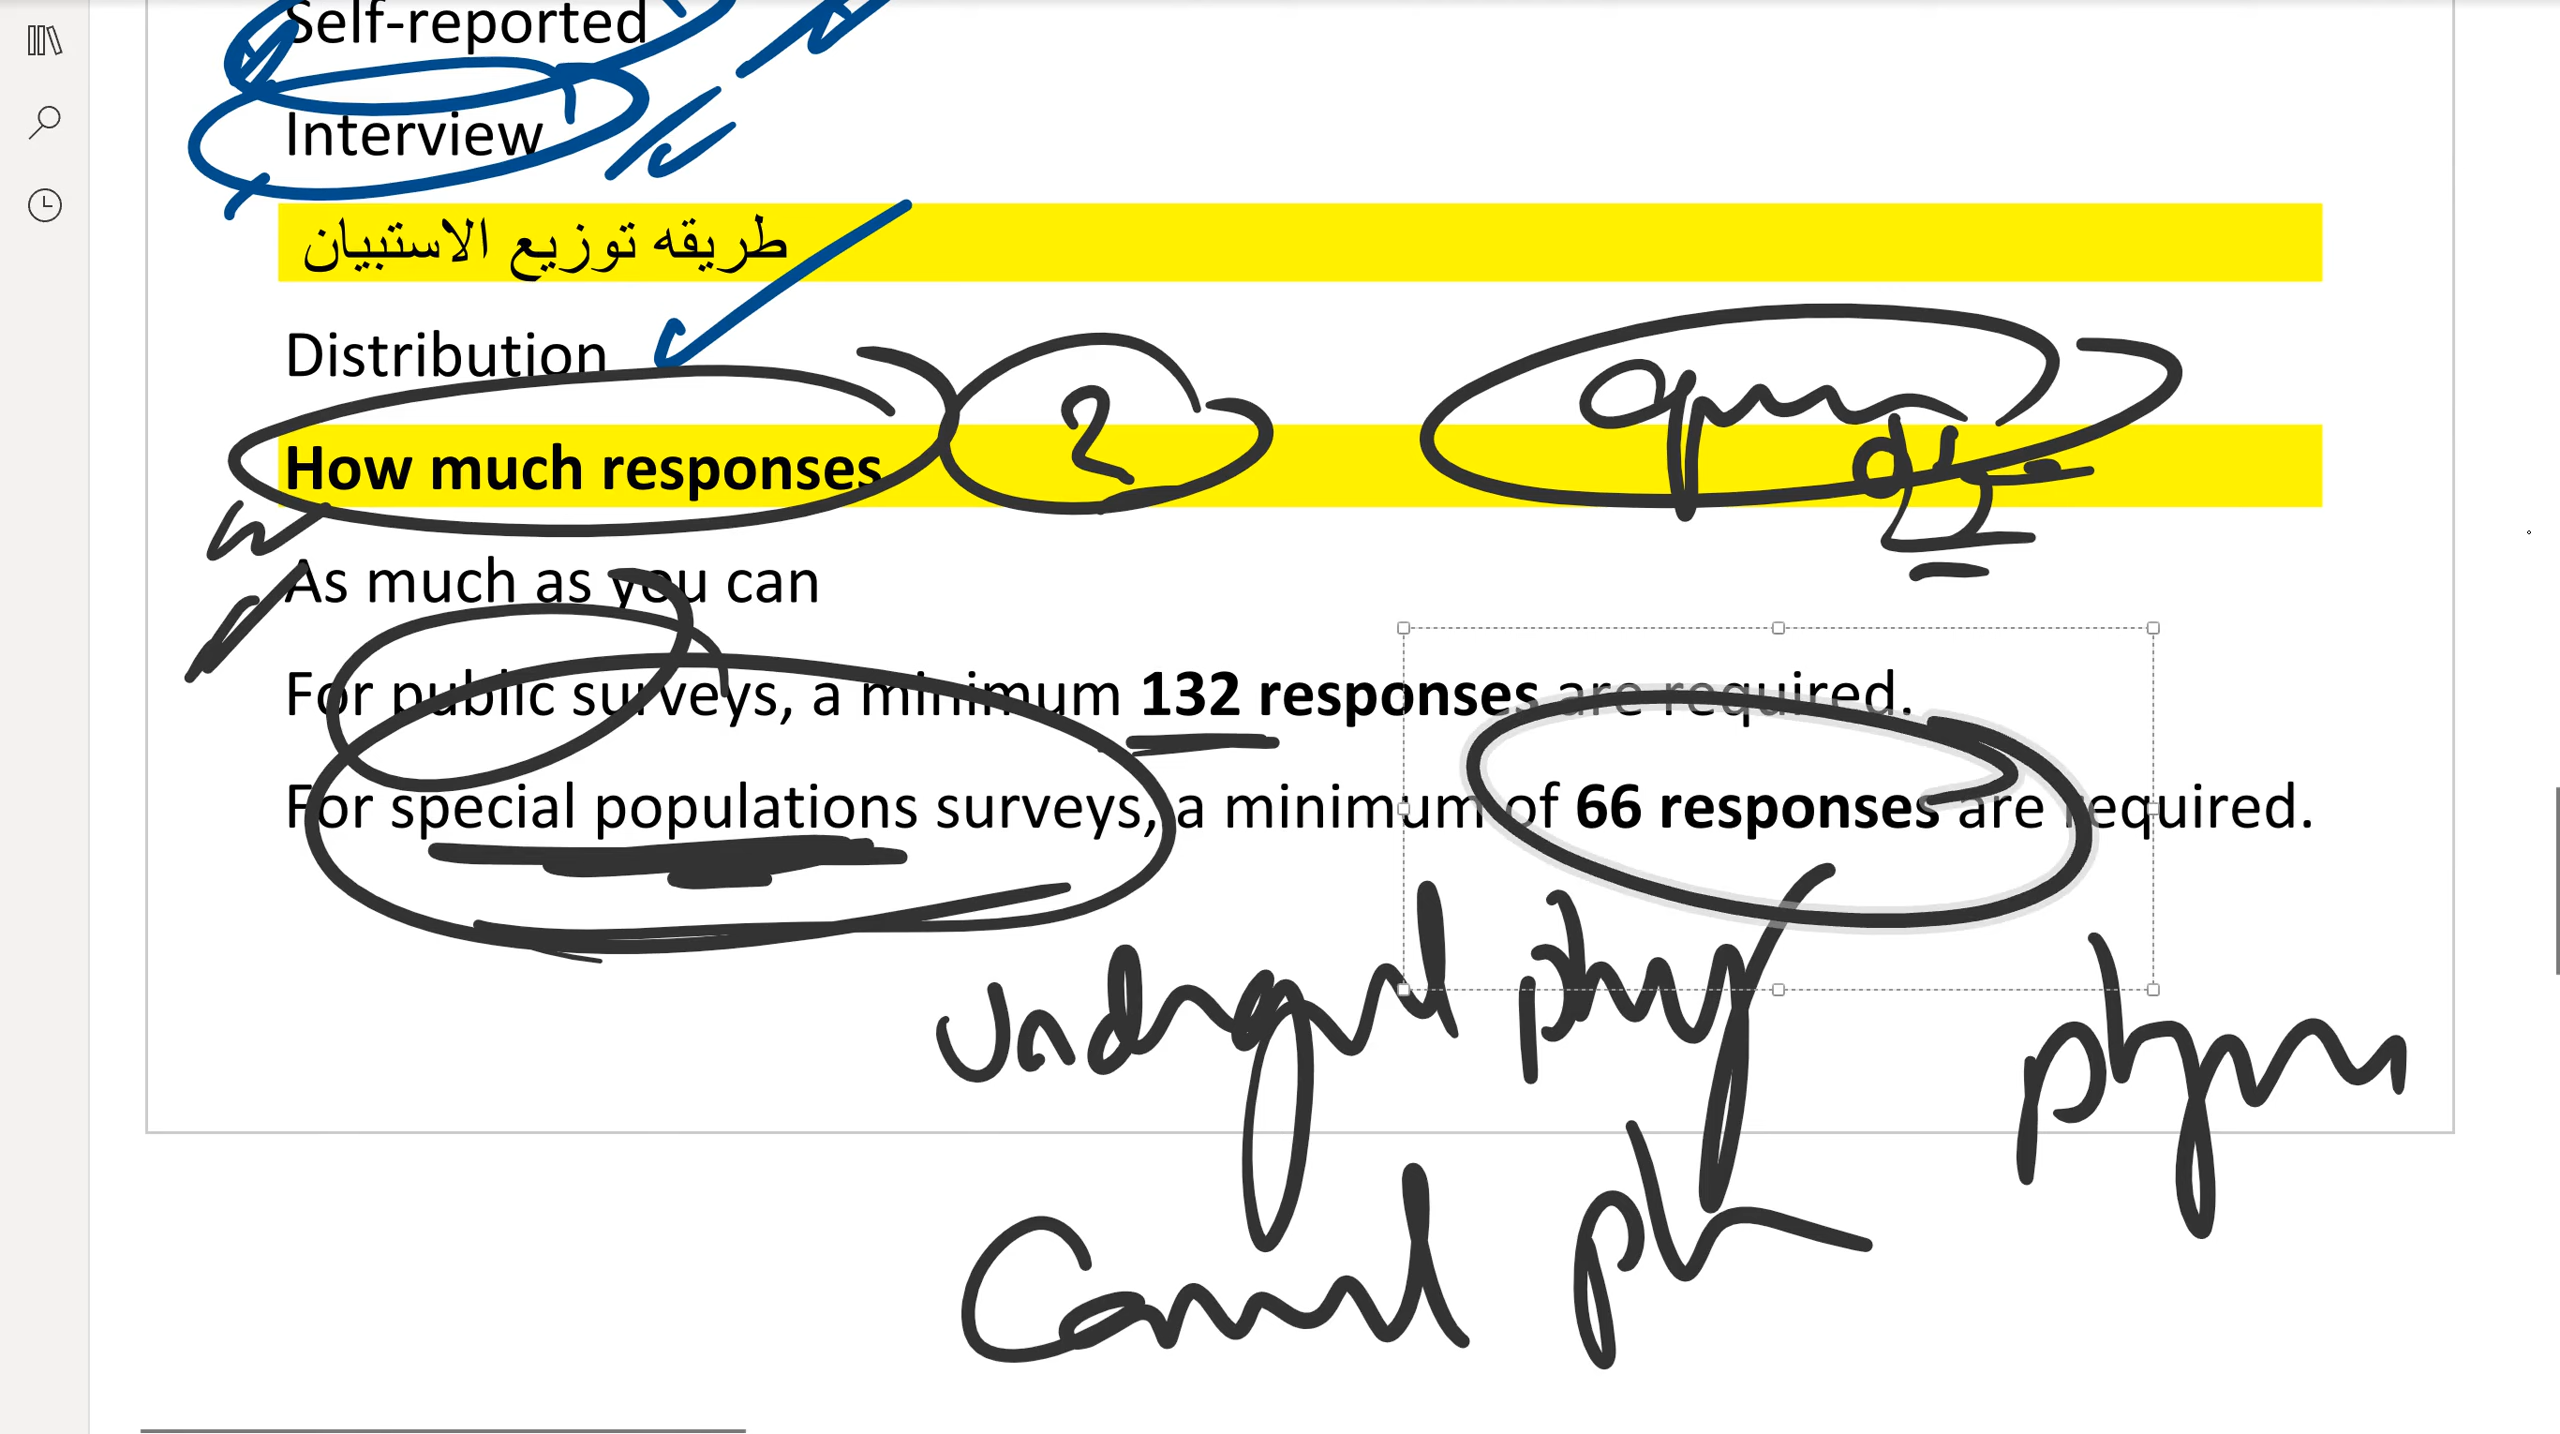 Self-reported
Interview
طريقه توزيع الاستبيان
Distribution
How much responses
2
As much as you can
For public surveys, a minimum 132 responses are required.
For special populations surveys, a minimum of 66 responses are required.